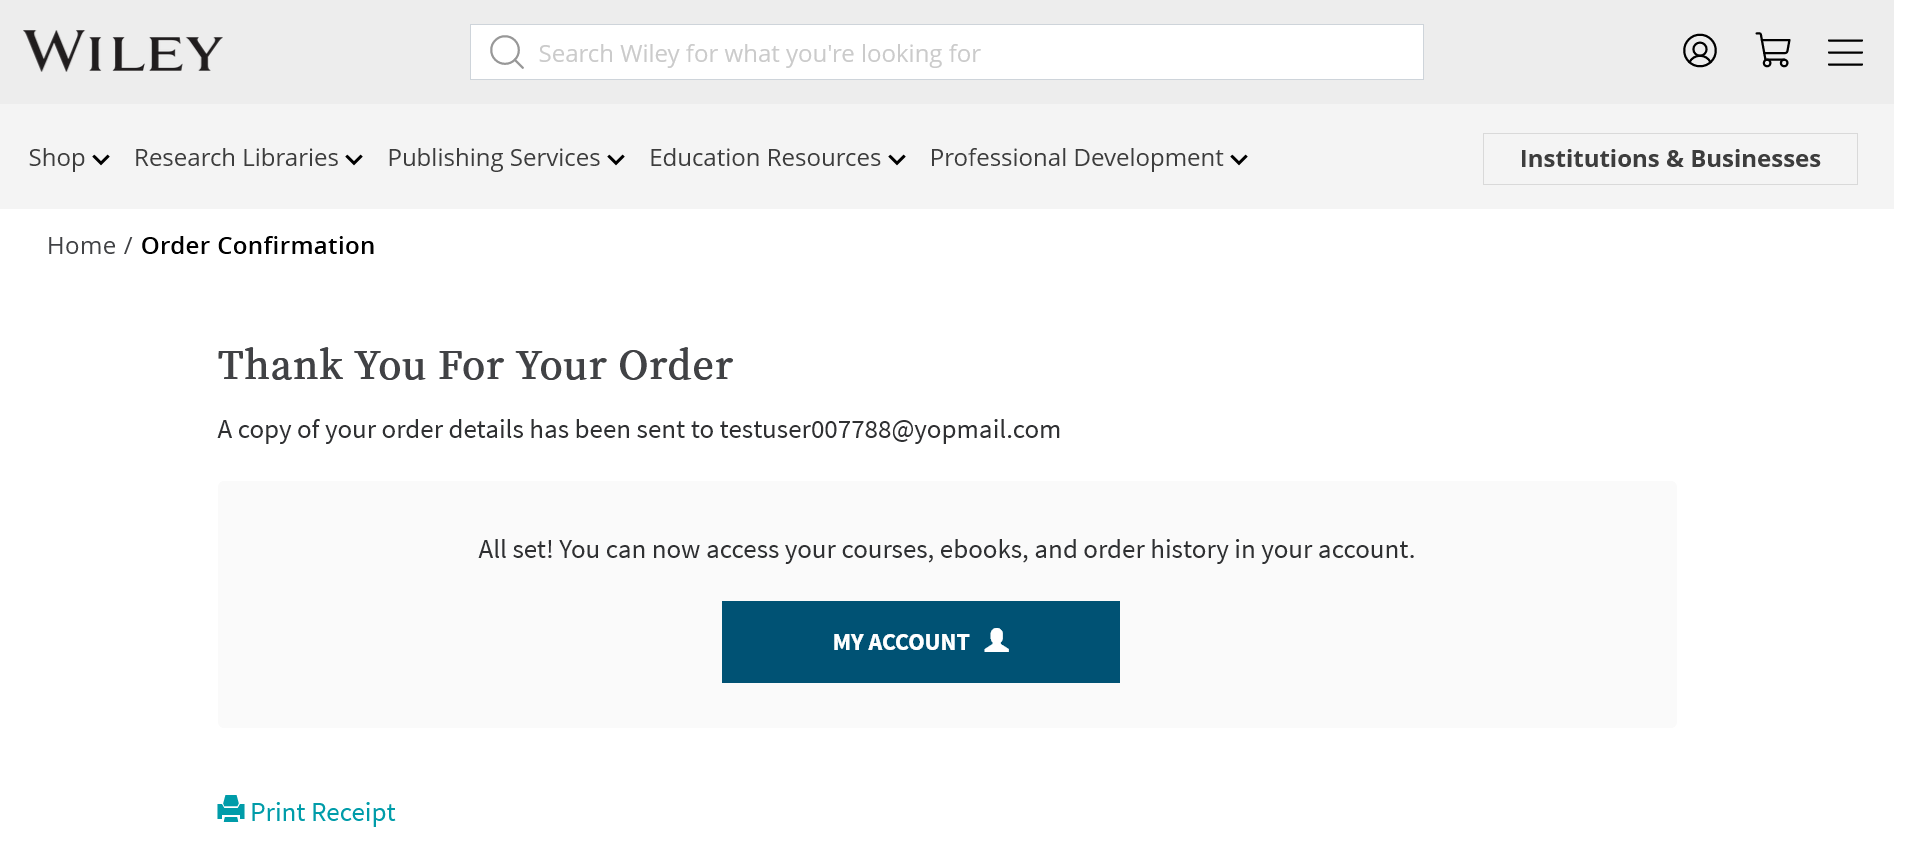 WILEY
Search Wiley for what you're looking for
Shop Research Libraries Publishing Services Education Resources Professional Development Institutions & Businesses
Home / Order Confirmation
Thank You For Your Order
A copy of your order details has been sent to testuser007788@yopmail.com
All set! You can now access your courses, ebooks, and order history in your account.
MY ACCOUNT
Print Receipt